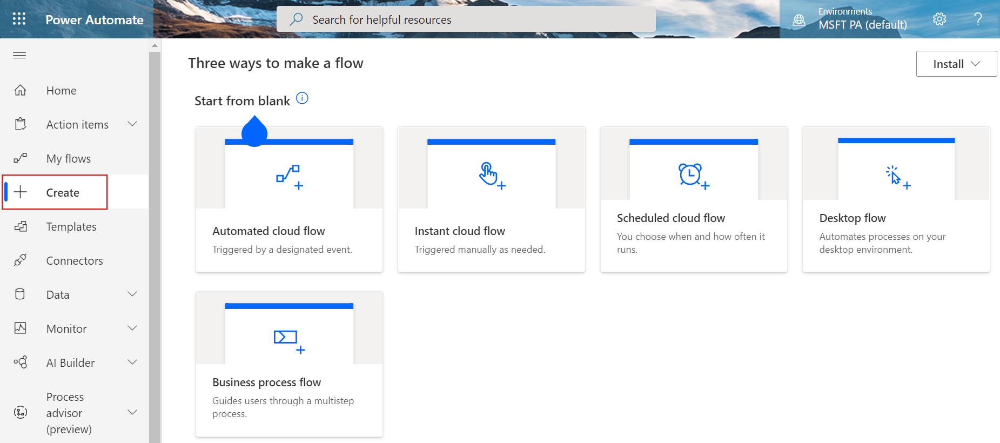 Power Automate
Search for helpful resources
Environments
MSFT PA (default)
?
Home
Action items
My flows
Create
Templates
Connectors
Data
Monitor
AI Builder
Process
advisor
(preview)
Three ways to make a flow
Install
Start from blank
Automated cloud flow
Triggered by a designated event.
Instant cloud flow
Triggered manually as needed.
Scheduled cloud flow
You choose when and how often it
runs.
Desktop flow
Automates processes on your
desktop environment.
Business process flow
Guides users through a multistep
process.